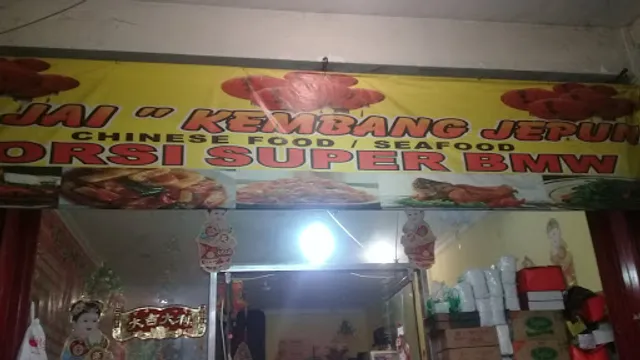 JAI " KEMBANG JEPUN
CHINESE FOOD / SEAFOOD
ORSI SUPER BMW